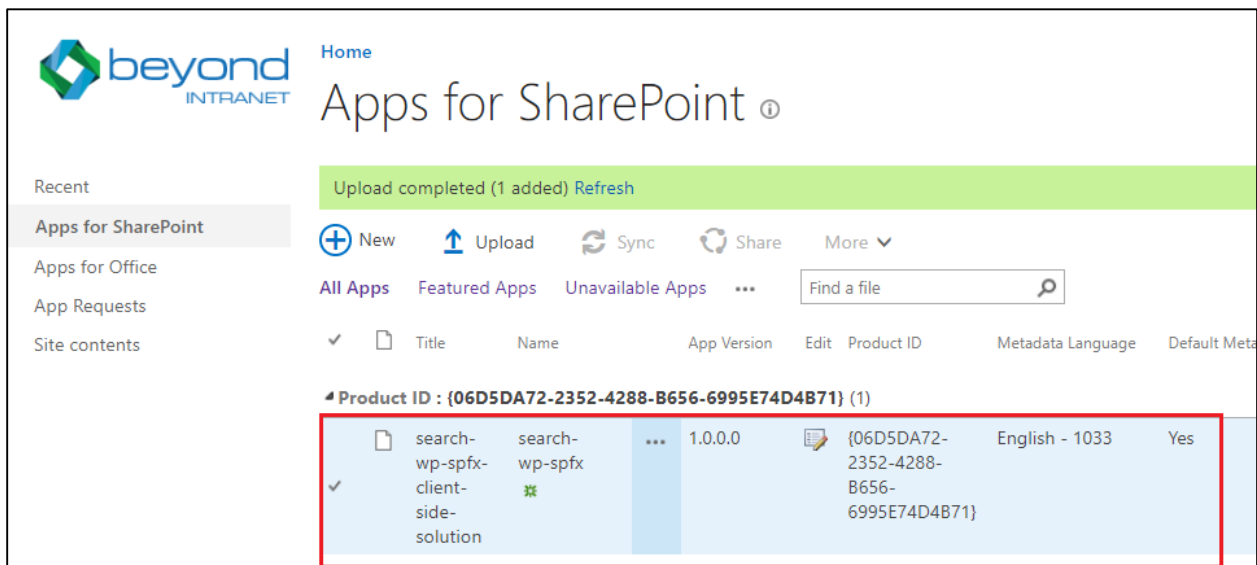 beyond
INTRANET
Home
Apps for SharePoint
Recent
Apps for SharePoint
Apps for Office
App Requests
Site contents
Upload completed (1 added) Refresh
New Upload Sync Share More
All Apps Featured Apps Unavailable Apps ••• Find a file
Title Name App Version Edit Product ID Metadata Language Default Meta
Product ID : {06D5DA72-2352-4288-B656-6995E74D4B71} (1)
search- search- ••• 1.0.0.0 {06D5DA72- English - 1033 Yes
wp-spfx- wp-spfx 2352-4288-
client- B656-
side- 6995E74D4B71}
solution